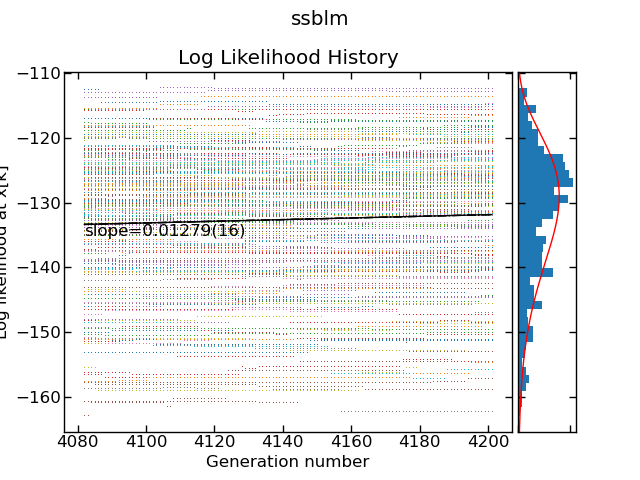 ssblm
Log Likelihood History
Log likelihood at x[k]
−110
−120
−130
−140
−150
−160
slope=0.01279(16)
4080 4100 4120 4140 4160 4180 4200
Generation number